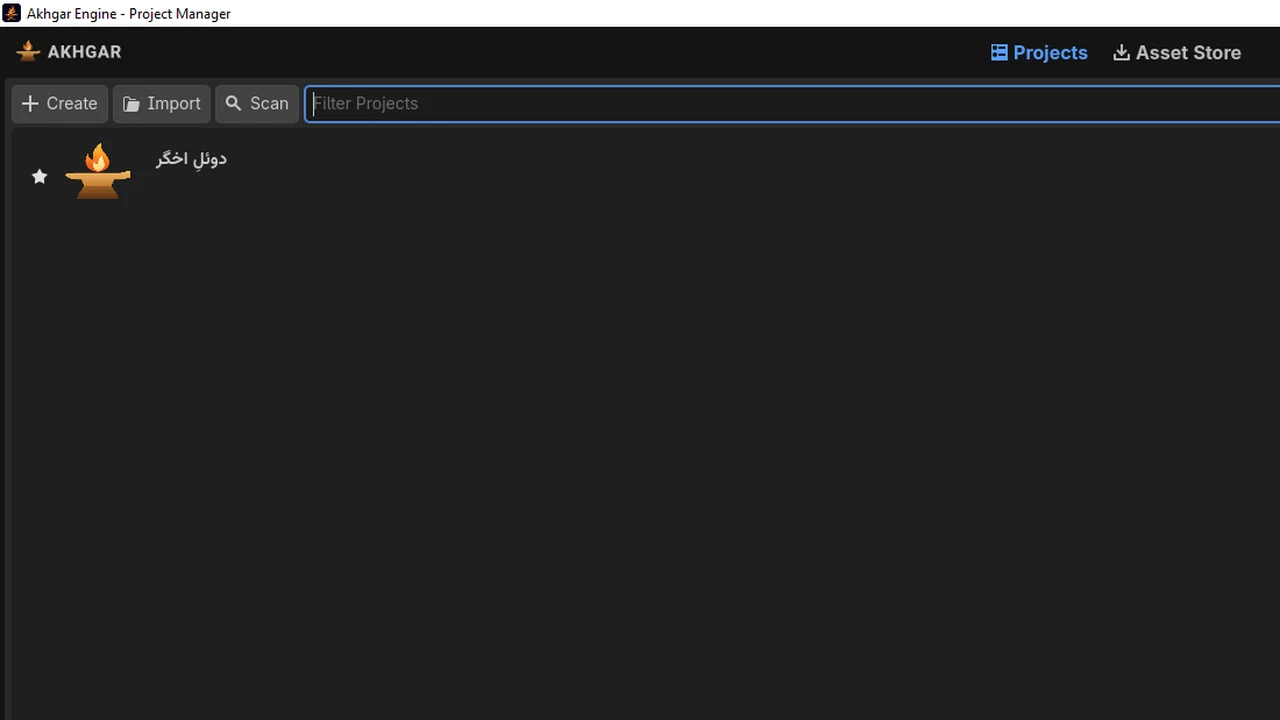 Akhgar Engine - Project Manager
AKHGAR
Projects
Asset Store
Create
Import
Scan
Filter Projects
دوئلِ اخگر